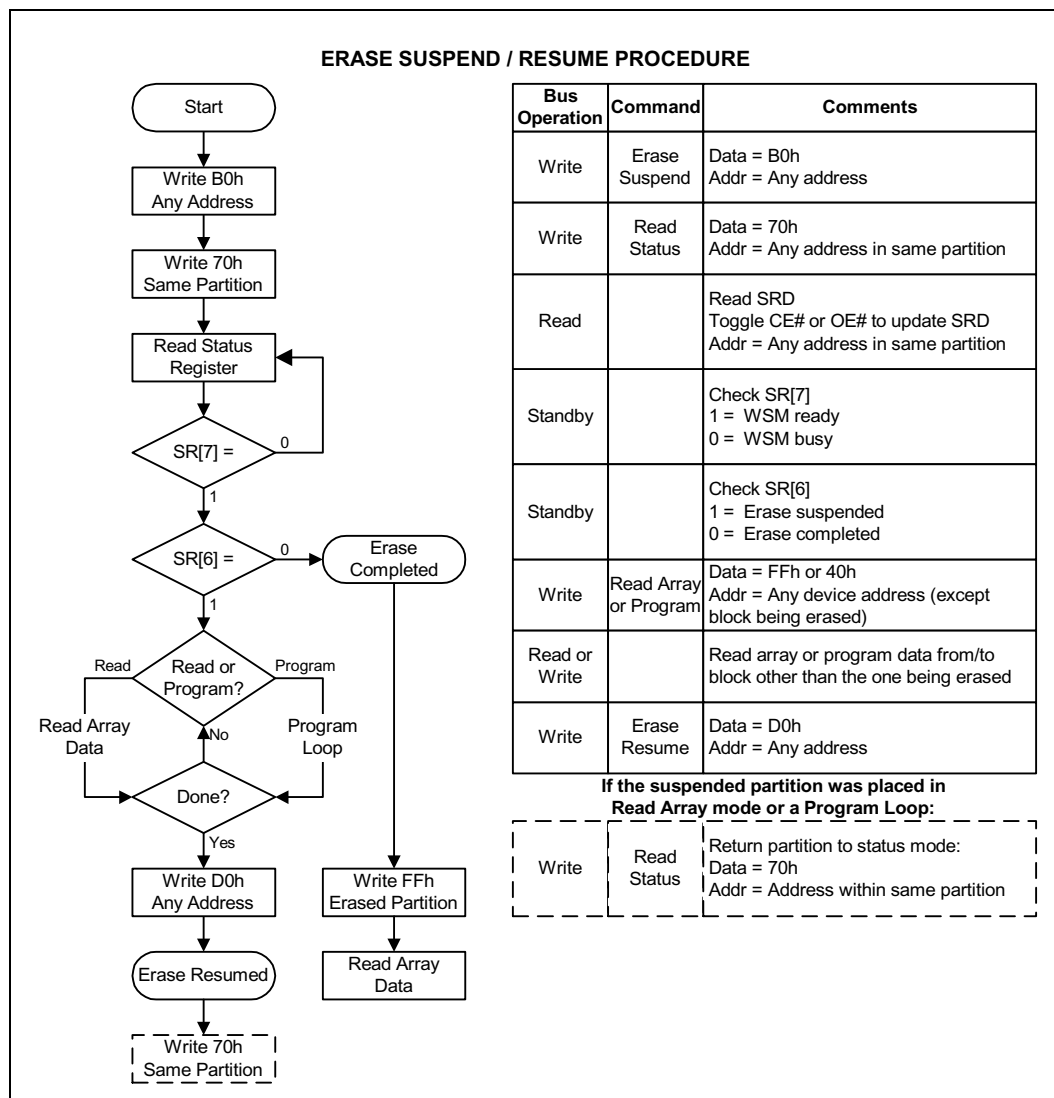 ERASE SUSPEND / RESUME PROCEDURE
Start
Write B0h
Any Address
Write 70h
Same Partition
Read Status
Register
SR[7] =
0
1
SR[6] =
0
Erase
Completed
1
Read or
Program?
Read
Program
Read Array
Data
No
Program
Loop
Done?
Yes
Write D0h
Any Address
Write FFh
Erased Partition
Erase Resumed
Read Array
Data
Write 70h
Same Partition
Bus
Operation
Command
Comments
Write
Erase
Suspend
Data = B0h
Addr = Any address
Write
Read
Status
Data = 70h
Addr = Any address in same partition
Read
Read SRD
Toggle CE# or OE# to update SRD
Addr = Any address in same partition
Standby
Check SR[7]
1 = WSM ready
0 = WSM busy
Standby
Check SR[6]
1 = Erase suspended
0 = Erase completed
Write
Read Array
or Program
Data = FFh or 40h
Addr = Any device address (except
block being erased)
Read or
Write
Read array or program data from/to
block other than the one being erased
Write
Erase
Resume
Data = D0h
Addr = Any address
If the suspended partition was placed in
Read Array mode or a Program Loop:
Write
Read
Status
Return partition to status mode:
Data = 70h
Addr = Address within same partition